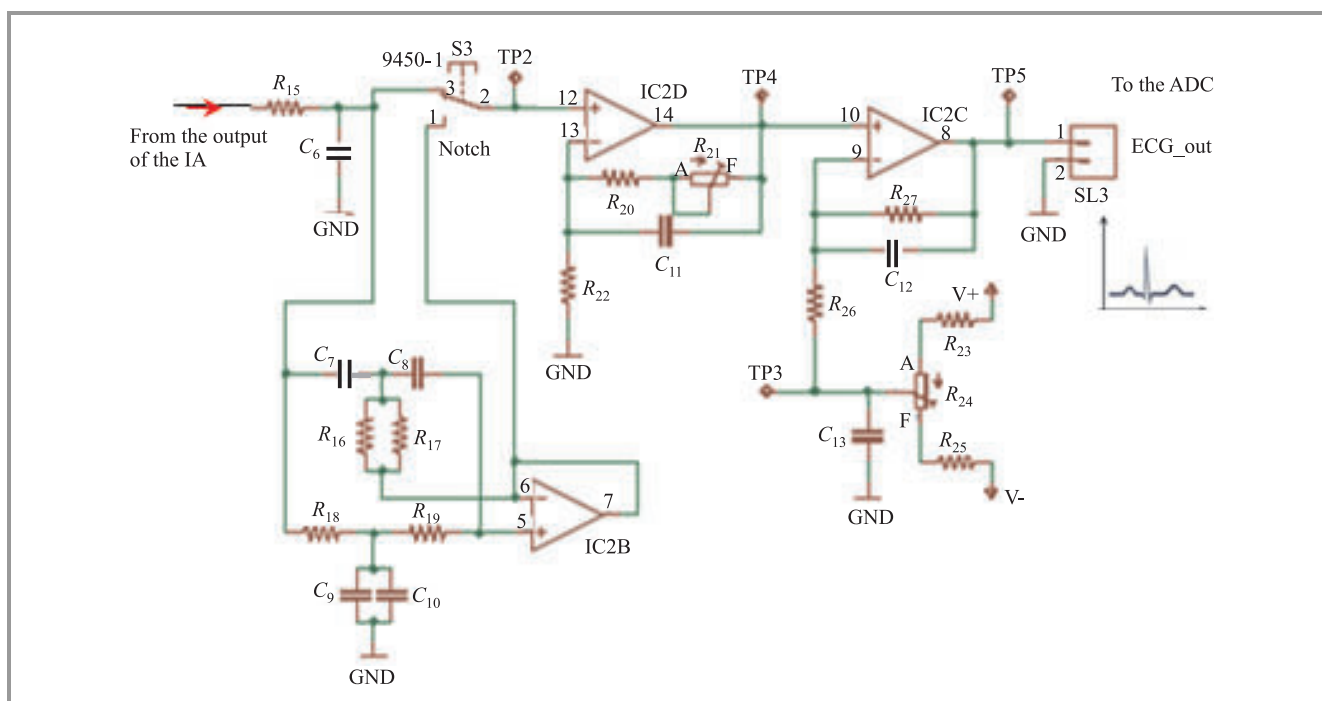 9450-1 S3 TP2
R15
3
2
1
Notch
From the output
of the IA
C6
GND
12
13
IC2D
14
TP4
A R21 F
R20
C11
R22
GND
10
9
IC2C
8
TP5
R27
C12
R26
To the ADC
1
2
ECG_out
SL3
GND
V+
R23
A
R24
F
R25
V-
TP3
C13
GND
C7
C8
R16
R17
R18
R19
6
5
7
IC2B
C9
C10
GND